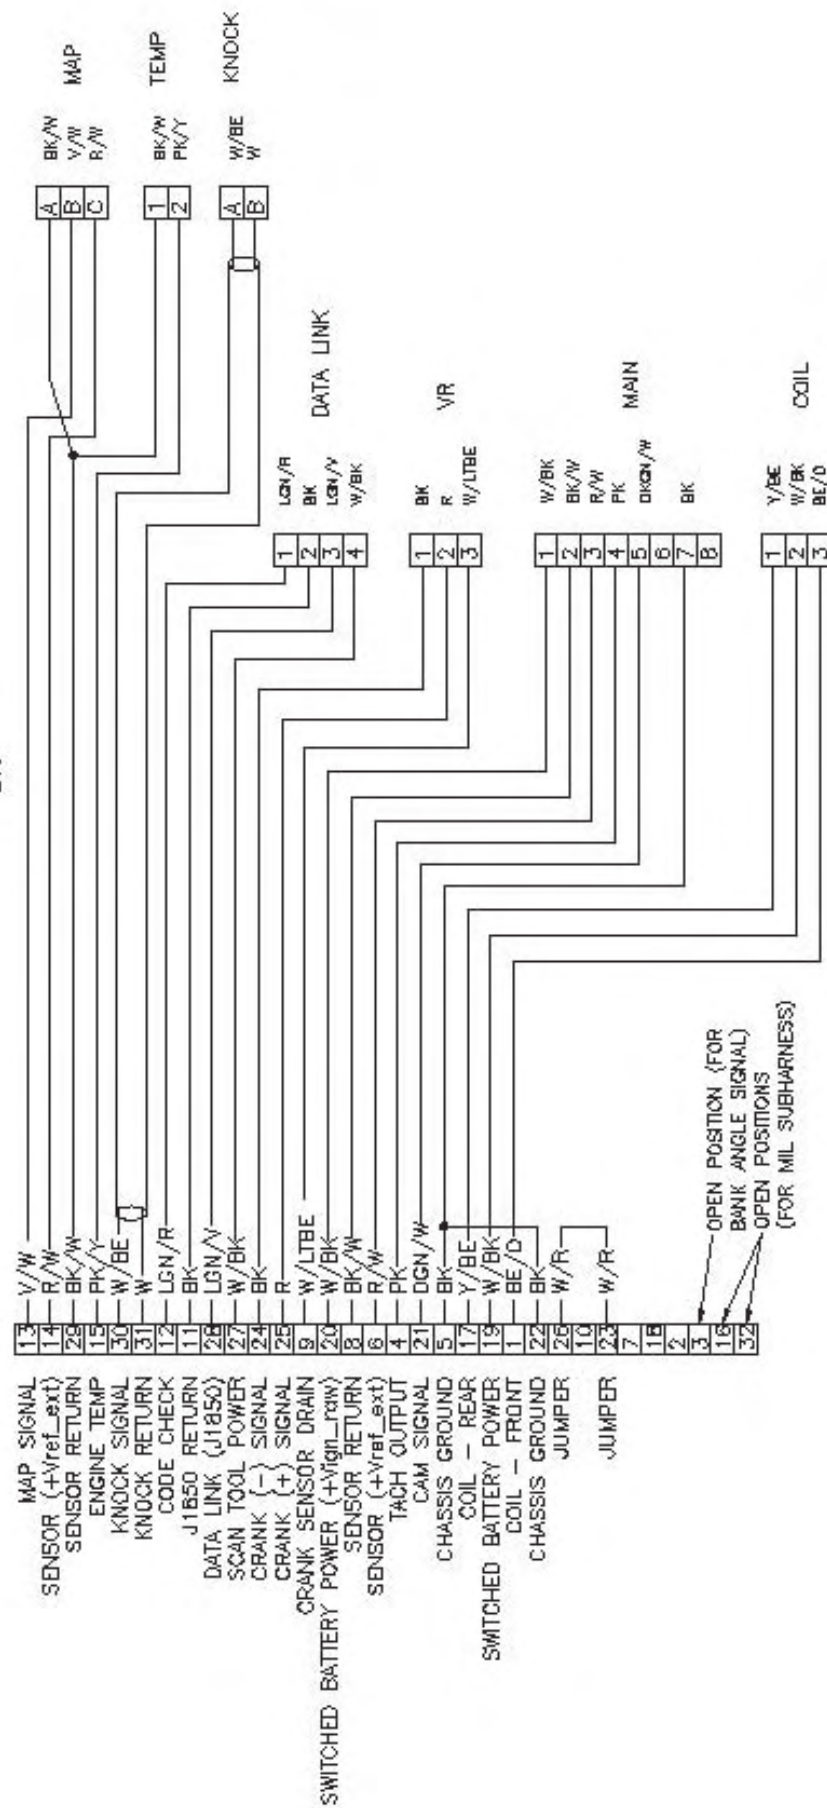 MAP SIGNAL 13 V/W
SENSOR (+Vref_ext) 14 R/W
SENSOR RETURN 29 BK/W
ENGINE TEMP 15 PK/Y
KNOCK SIGNAL 30 W/BE
KNOCK RETURN 31 W
CODE CHECK 12 LGN/R
J1850 RETURN 11 BK
DATA LINK (J1850) 28 LGN/V
SCAN TOOL POWER 27 W/BK
CRANK (-) SIGNAL 24 BK
CRANK (+) SIGNAL 25 R
CRANK SENSOR DRAIN 9 W/LTBE
SWITCHED BATTERY POWER (+Vign_raw) 20 W/BK
SENSOR RETURN 8 BK/W
SENSOR (+Vref_ext) 6 R/W
TACH OUTPUT 4 PK
CAM SIGNAL 21 DGN/W
CHASSIS GROUND 5 BK
COIL - REAR 17 Y/BE
SWITCHED BATTERY POWER 19 W/BK
COIL - FRONT 1 BE/O
CHASSIS GROUND 22 BK
JUMPER 26 W/R
10
JUMPER 23 W/R
7
18
2
3
16
32
OPEN POSITION (FOR
BANK ANGLE SIGNAL)
OPEN POSITIONS
(FOR MIL SUBHARNESS)
A BK/W
B V/W
C R/W
MAP
1 BK/W
2 PK/Y
TEMP
A W/BE
B W
KNOCK
1 LGN/R
2 BK
3 LGN/V
4 W/BK
DATA LINK
1 BK
2 R
3 W/LTBE
VR
1 W/BK
2 BK/W
3 R/W
4 PK
5 DKGN/W
6
7 BK
8
MAIN
1 Y/BE
2 W/BK
3 BE/O
COIL